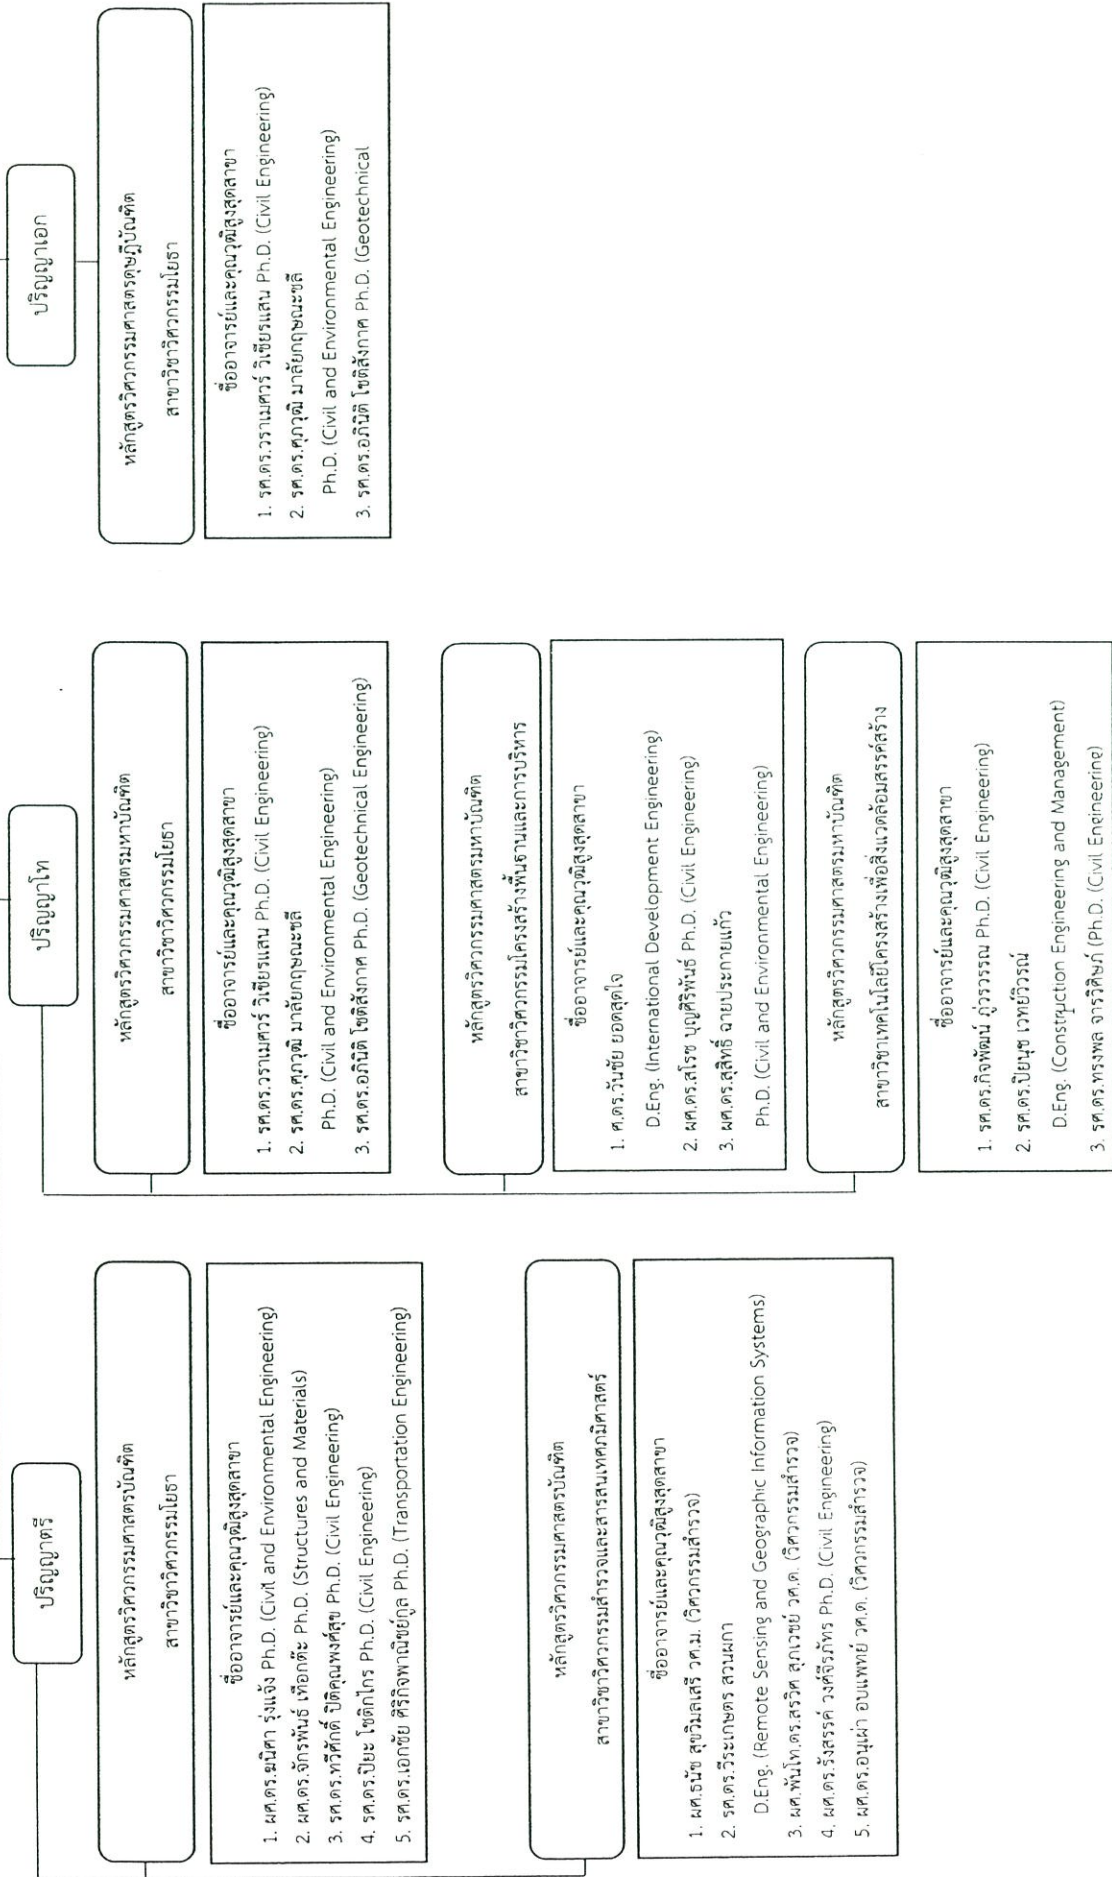 ปริญญาตรี
หลักสูตรวิศวกรรมศาสตรบัณฑิต
สาขาวิชาวิศวกรรมโยธา
ชื่ออาจารย์และคุณวุฒิสูงสุดสาขา
1. ผศ.ดร.ฆนิศา รุ่งแจ้ง Ph.D. (Civil and Environmental Engineering)
2. ผศ.ดร.จักรพันธ์ เทือกต๊ะ Ph.D. (Structures and Materials)
3. รศ.ดร.ทวีศักดิ์ ปิติคุณพงศ์สุข Ph.D. (Civil Engineering)
4. รศ.ดร.ปิยะ โชติกไกร Ph.D. (Civil Engineering)
5. รศ.ดร.เอกชัย ศิริกิจพาณิชย์กูล Ph.D. (Transportation Engineering)
หลักสูตรวิศวกรรมศาสตรบัณฑิต
สาขาวิชาวิศวกรรมสำรวจและสารสนเทศภูมิศาสตร์
ชื่ออาจารย์และคุณวุฒิสูงสุดสาขา
1. ผศ.ธนัช สุขวิมลเสรี วศ.ม. (วิศวกรรมสำรวจ)
2. รศ.ดร.วีระเกษตร สวนผกา
D.Eng. (Remote Sensing and Geographic Information Systems)
3. ผศ.พันโท.ดร.สรวิศ สุภเวชย์ วศ.ด. (วิศวกรรมสำรวจ)
4. ผศ.ดร.รังสรรค์ วงศ์จีรภัทร Ph.D. (Civil Engineering)
5. ผศ.ดร.อนุเผ่า อบแพทย์ วศ.ด. (วิศวกรรมสำรวจ)
ปริญญาโท
หลักสูตรวิศวกรรมศาสตรมหาบัณฑิต
สาขาวิชาวิศวกรรมโยธา
ชื่ออาจารย์และคุณวุฒิสูงสุดสาขา
1. รศ.ดร.วราเมศวร์ วิเชียรแสน Ph.D. (Civil Engineering)
2. รศ.ดร.ศุภวุฒิ มาลัยกฤษณะชลี
Ph.D. (Civil and Environmental Engineering)
3. รศ.ดร.อภินิติ โชติสังกาศ Ph.D. (Geotechnical Engineering)
หลักสูตรวิศวกรรมศาสตรมหาบัณฑิต
สาขาวิชาวิศวกรรมโครงสร้างพื้นฐานและการบริหาร
ชื่ออาจารย์และคุณวุฒิสูงสุดสาขา
1. ศ.ดร.วันชัย ยอดสุดใจ
D.Eng. (International Development Engineering)
2. ผศ.ดร.สโรช บุญศิริพันธ์ Ph.D. (Civil Engineering)
3. ผศ.ดร.สุสิทธิ์ ฉายประกายแก้ว
Ph.D. (Civil and Environmental Engineering)
หลักสูตรวิศวกรรมศาสตรมหาบัณฑิต
สาขาวิชาเทคโนโลยีโครงสร้างเพื่อสิ่งแวดล้อมสรรค์สร้าง
ชื่ออาจารย์และคุณวุฒิสูงสุดสาขา
1. รศ.ดร.กิจพัฒน์ ภู่วรวรรณ Ph.D. (Civil Engineering)
2. รศ.ดร.ปิยนุช เวทย์วิวรณ์
D.Eng. (Construction Engineering and Management)
3. รศ.ดร.ทรงพล จารุวิศิษฏ์ (Ph.D. (Civil Engineering)
ปริญญาเอก
หลักสูตรวิศวกรรมศาสตรดุษฎีบัณฑิต
สาขาวิชาวิศวกรรมโยธา
ชื่ออาจารย์และคุณวุฒิสูงสุดสาขา
1. รศ.ดร.วราเมศวร์ วิเชียรแสน Ph.D. (Civil Engineering)
2. รศ.ดร.ศุภวุฒิ มาลัยกฤษณะชลี
Ph.D. (Civil and Environmental Engineering)
3. รศ.ดร.อภินิติ โชติสังกาศ Ph.D. (Geotechnical